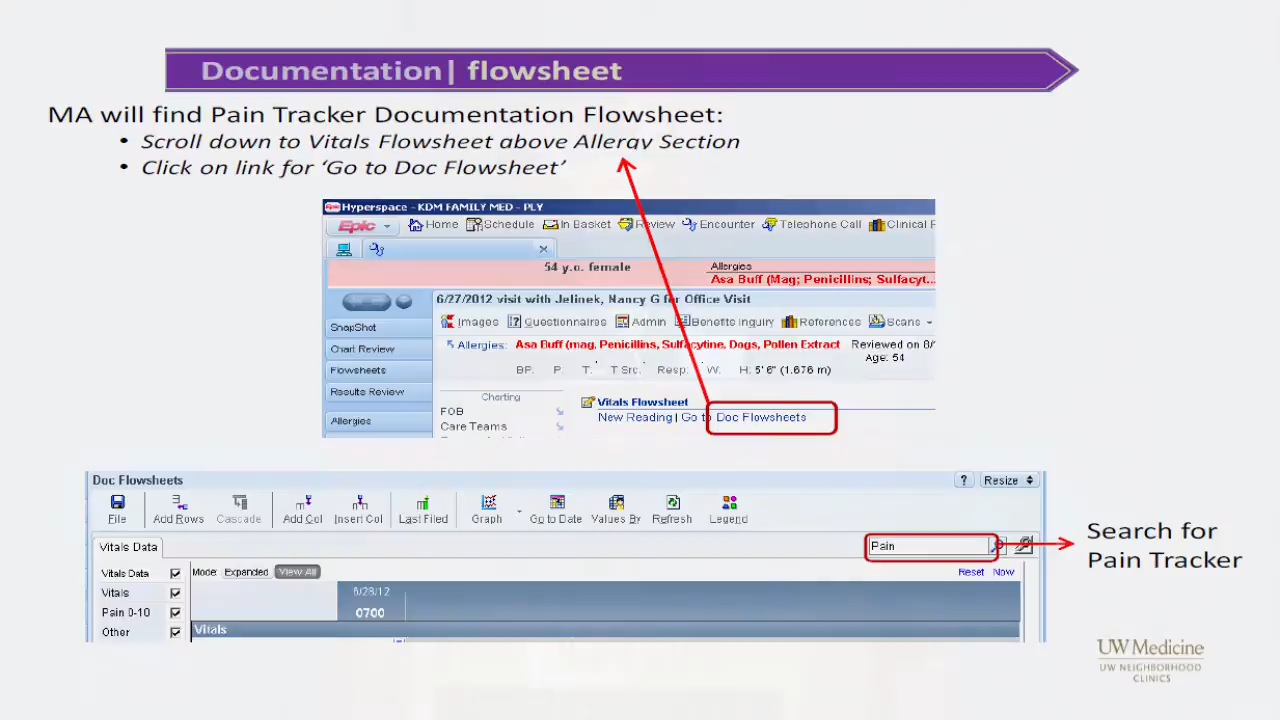 Documentation| flowsheet
MA will find Pain Tracker Documentation Flowsheet:
• Scroll down to Vitals Flowsheet above Allergy Section
• Click on link for ‘Go to Doc Flowsheet’
Epic Hyperspace - KDM FAMILY MED - PLY
Epic Home Schedule In Basket Review Encounter Telephone Call Clinical
54 y.o. female
Allergies
Asa Buff (Mag; Penicillins; Sulfacyt...
6/27/2012 visit with Jelinek, Nancy G for Office Visit
Images Questionnaires Admin Benefits Inquiry References Scans
SnapShot
Chart Review
Flowsheets
Results Review
Allergies
Allergies: Asa Buff (mag, Penicillins, Sulfacytine, Dogs, Pollen Extract Reviewed on 8/
Age: 54
BP: P: T: T Src: Resp: W: H: 5' 6" (1.676 m)
Charting
FOB
Care Teams
Vitals Flowsheet
New Reading | Go to Doc Flowsheets
Doc Flowsheets
? Resize
File Add Rows Cascade Add Col Insert Col Last Filed Graph Go to Date Values By Refresh Legend
Vitals Data
Pain
Search for
Pain Tracker
Vitals Data
Vitals
Pain 0-10
Other
Mode: Expanded View All
Reset Now
6/28/12
0700
Vitals
UW Medicine
UW NEIGHBORHOOD
CLINICS